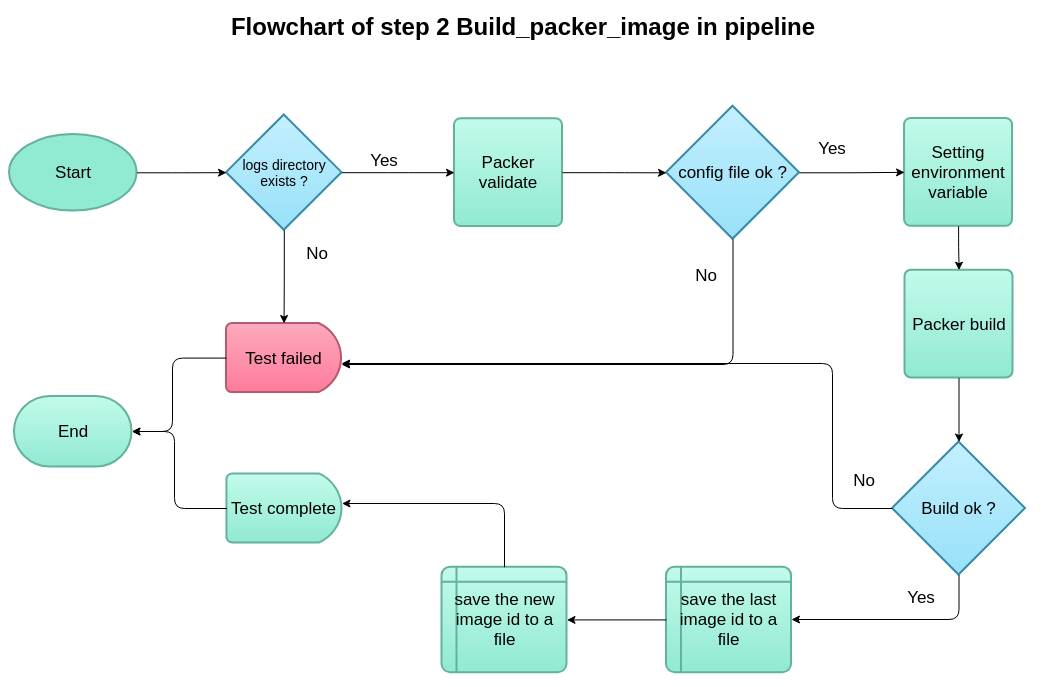 Flowchart of step 2 Build_packer_image in pipeline
Start
logs directory
exists ?
Yes
Packer
validate
config file ok ?
Yes
Setting
environment
variable
No
No
Packer build
Test failed
End
No
Build ok ?
Test complete
Yes
save the new
image id to a
file
save the last
image id to a
file